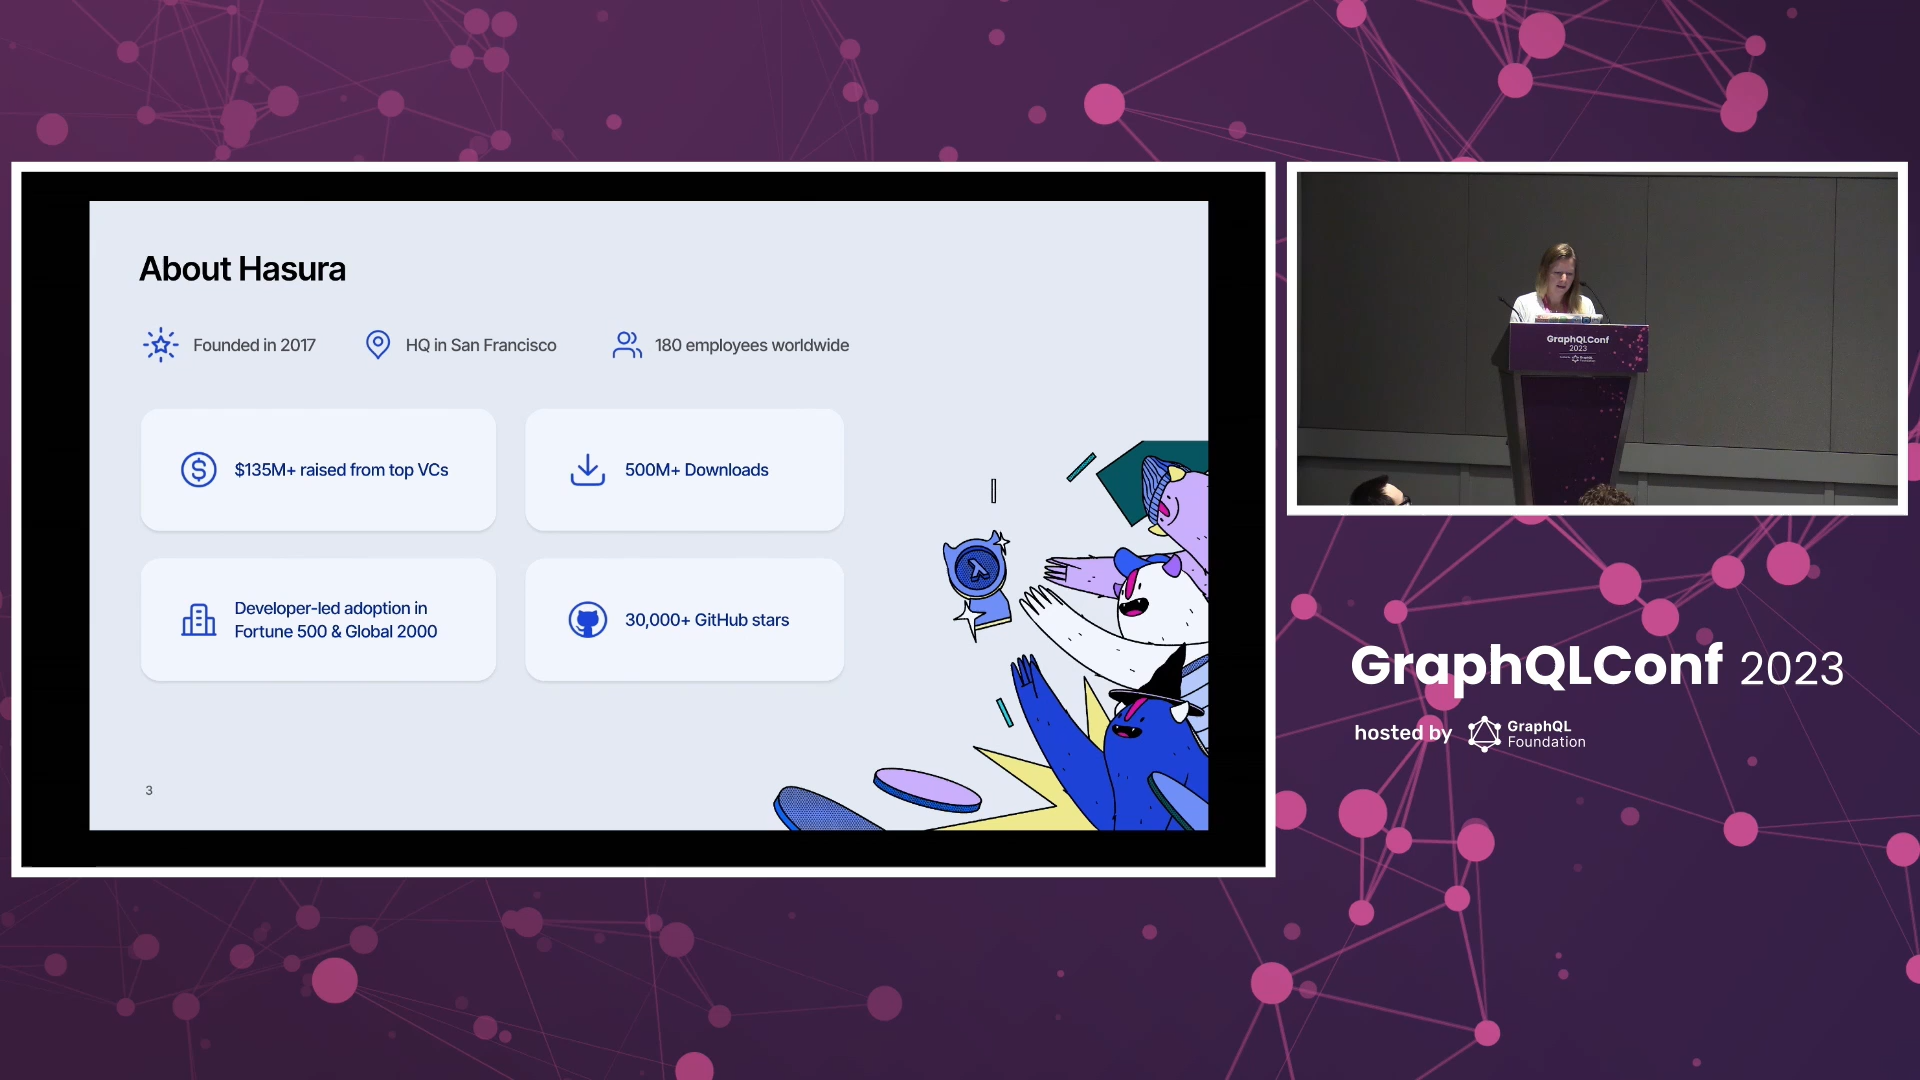 About Hasura
Founded in 2017
HQ in San Francisco
180 employees worldwide
$135M+ raised from top VCs
500M+ Downloads
Developer-led adoption in
Fortune 500 & Global 2000
30,000+ GitHub stars
3
GraphQLConf
2023
GraphQLConf 2023
hosted by
GraphQL
Foundation